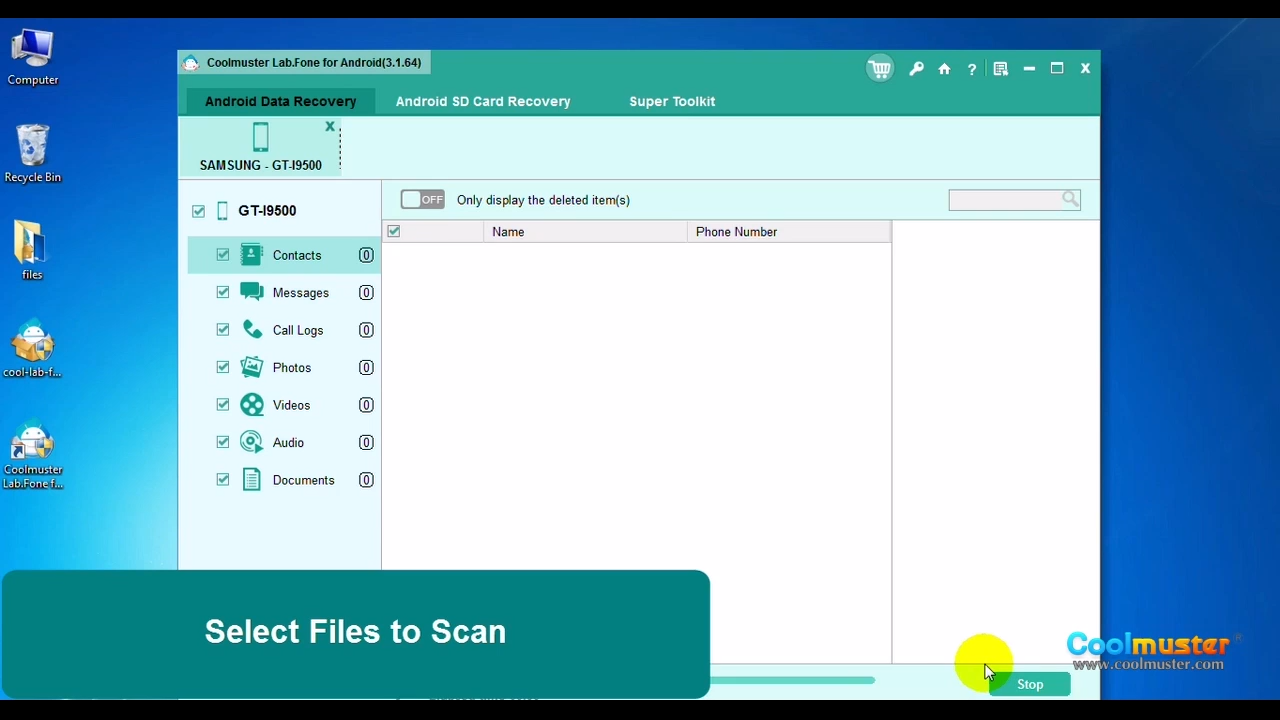 Computer
Recycle Bin
files
cool-lab-f...
Coolmuster
Lab.Fone f...
Coolmuster Lab.Fone for Android(3.1.64)
?
Android Data Recovery
Android SD Card Recovery
Super Toolkit
SAMSUNG - GT-I9500
X
GT-I9500
OFF
Only display the deleted item(s)
Name
Phone Number
Contacts 0
Messages 0
Call Logs 0
Photos 0
Videos 0
Audio 0
Documents 0
Select Files to Scan
Coolmuster®
www.coolmuster.com
Stop